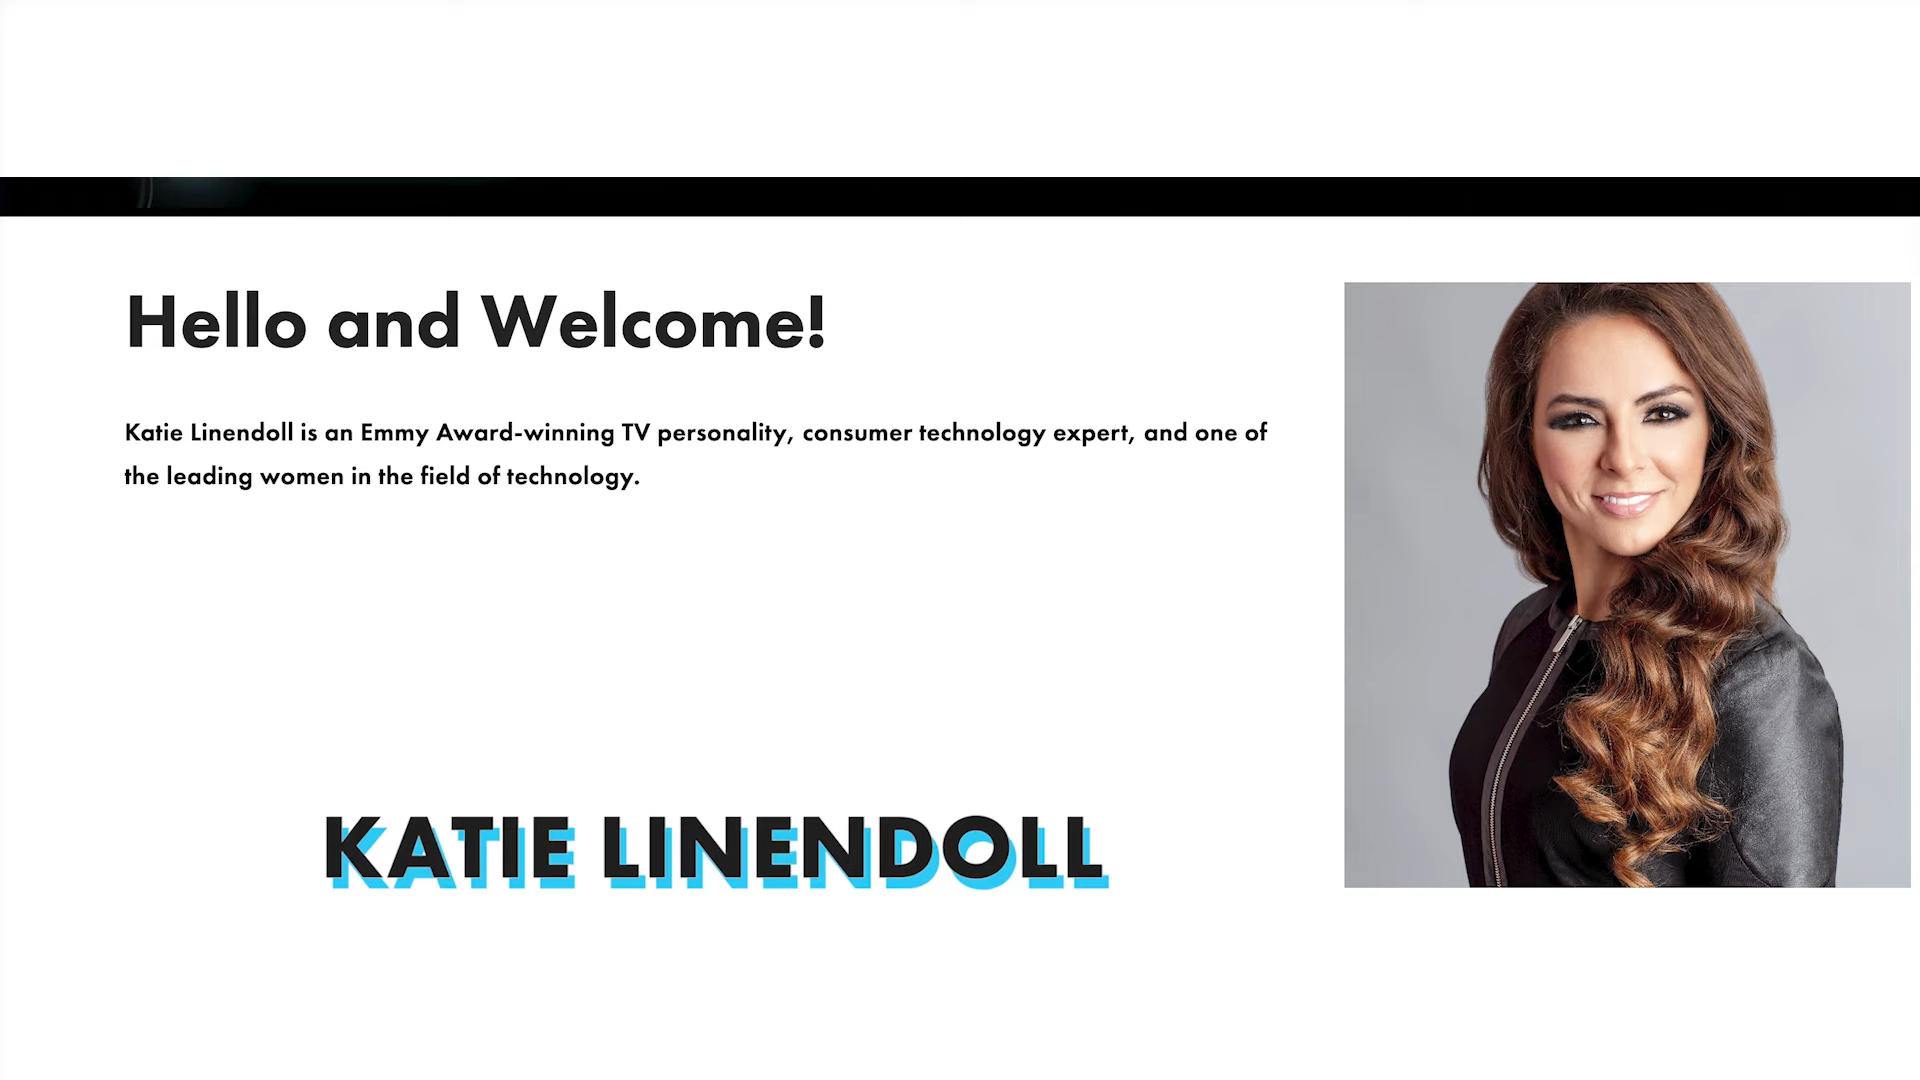 Hello and Welcome!
Katie Linendoll is an Emmy Award-winning TV personality, consumer technology expert, and one of
the leading women in the field of technology.
KATIE LINENDOLL